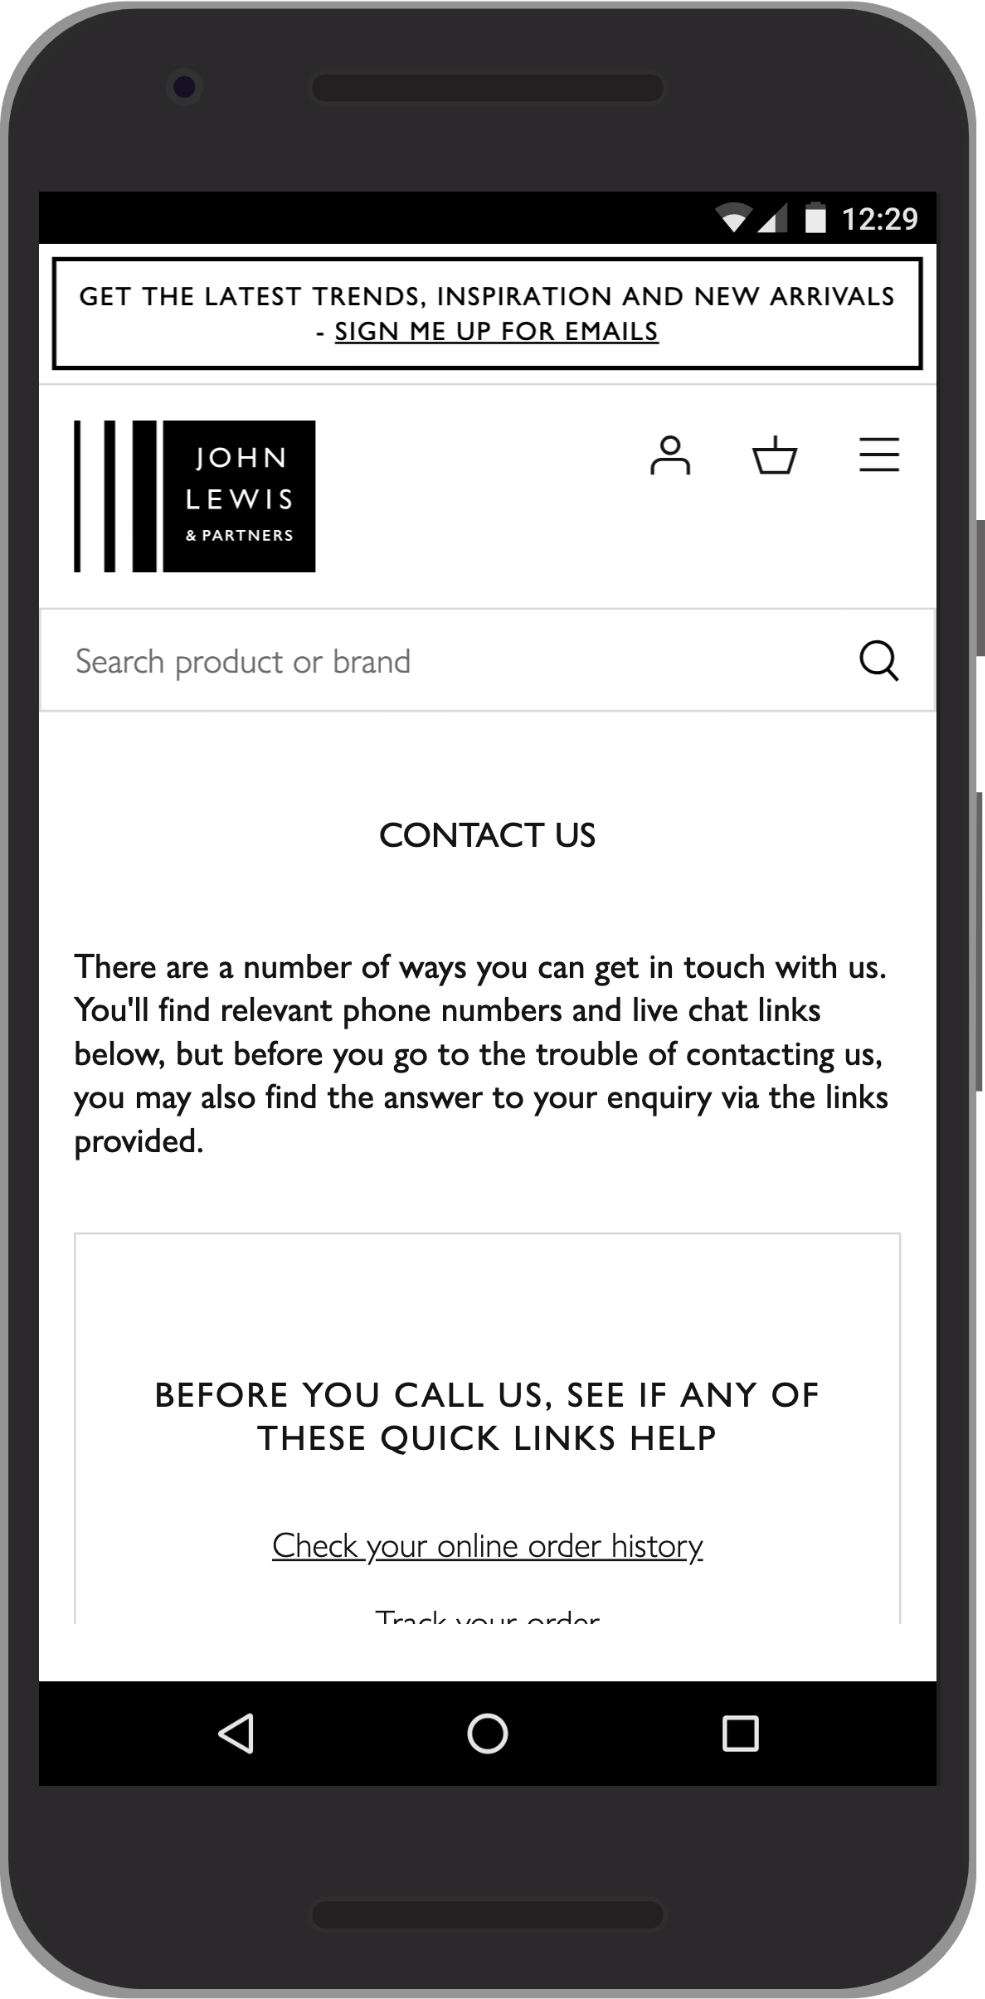 12:29
GET THE LATEST TRENDS, INSPIRATION AND NEW ARRIVALS
- SIGN ME UP FOR EMAILS
JOHN
LEWIS
& PARTNERS
Search product or brand
CONTACT US
There are a number of ways you can get in touch with us.
You'll find relevant phone numbers and live chat links
below, but before you go to the trouble of contacting us,
you may also find the answer to your enquiry via the links
provided.
BEFORE YOU CALL US, SEE IF ANY OF
THESE QUICK LINKS HELP
Check your online order history
Track your order